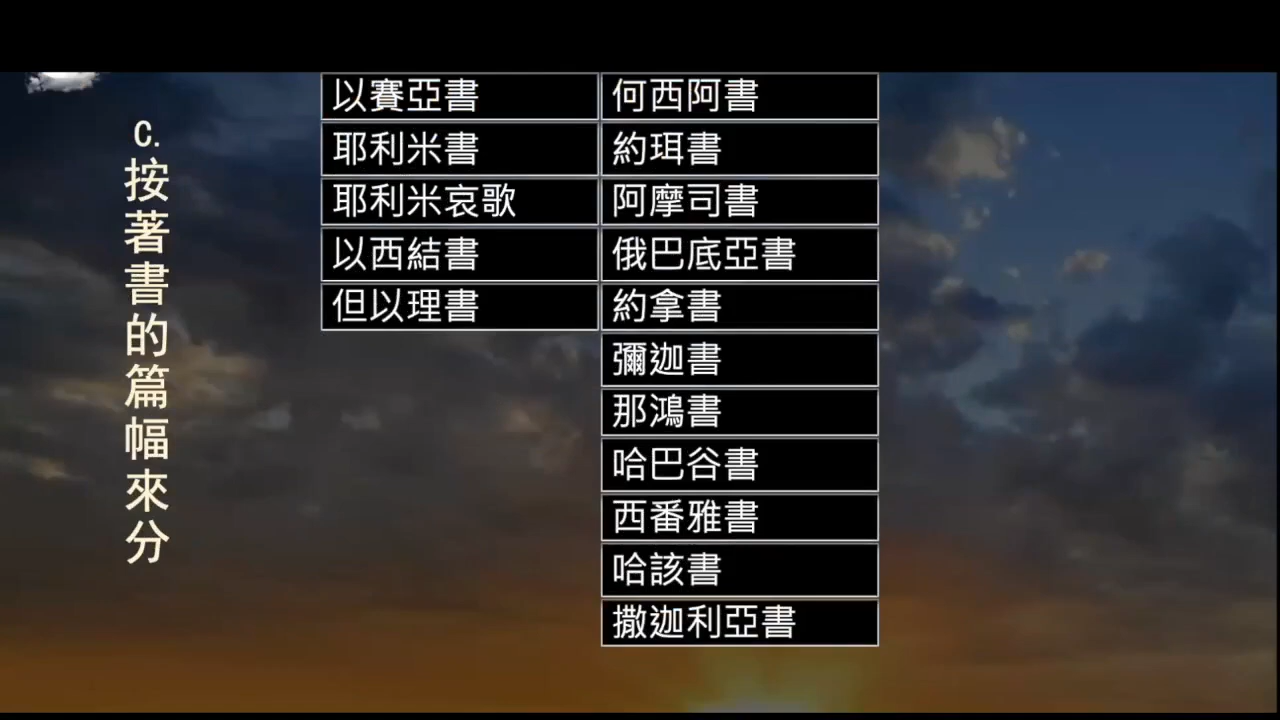 C.按著書的篇幅來分
以賽亞書 何西阿書
耶利米書 約珥書
耶利米哀歌 阿摩司書
以西結書 俄巴底亞書
但以理書 約拿書
彌迦書
那鴻書
哈巴谷書
西番雅書
哈該書
撒迦利亞書